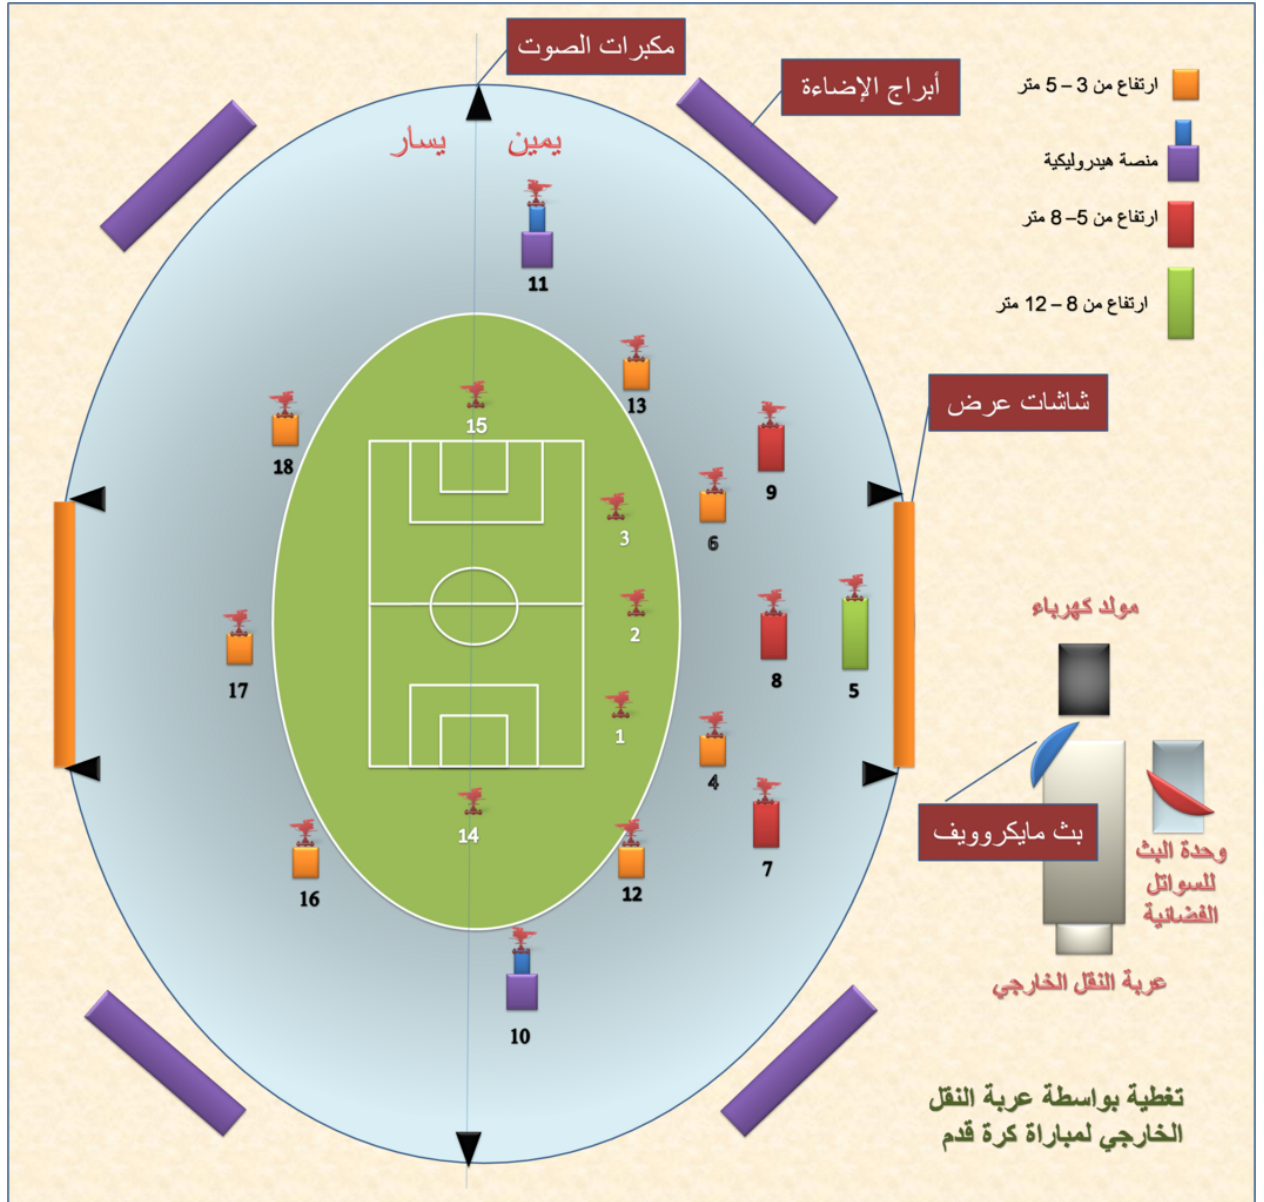 مكبرات الصوت
أبراج الإضاءة
ارتفاع من 3 – 5 متر
منصة هيدروليكية
ارتفاع من 5– 8 متر
ارتفاع من 8 – 12 متر
يمين
يسار
11
13
15
18
9
3
6
شاشات عرض
2
8
5
17
1
4
14
7
12
16
10
مولد كهرباء
بث مايكروويف
وحدة البث
للسواتل
الفضائية
عربة النقل الخارجي
تغطية بواسطة عربة النقل
الخارجي لمباراة كرة قدم